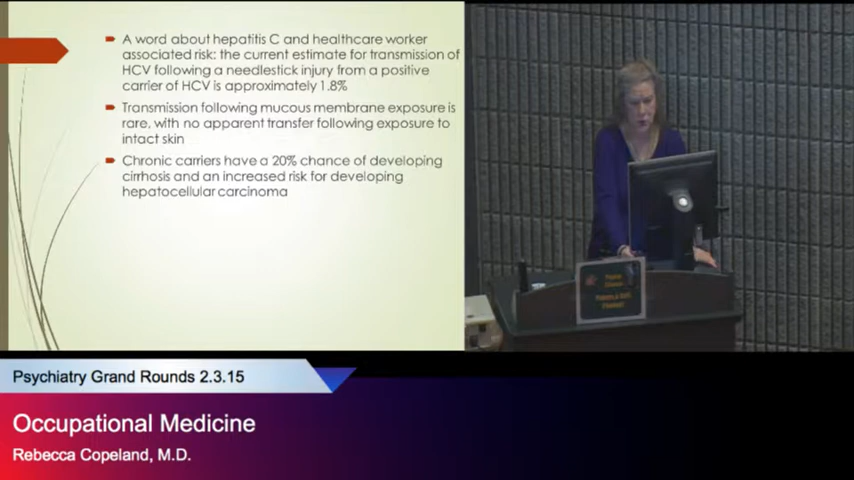 A word about hepatitis C and healthcare worker
associated risk: the current estimate for transmission of
HCV following a needlestick injury from a positive
carrier of HCV is approximately 1.8%
Transmission following mucous membrane exposure is
rare, with no apparent transfer following exposure to
intact skin
Chronic carriers have a 20% chance of developing
cirrhosis and an increased risk for developing
hepatocellular carcinoma
Psychiatry Grand Rounds 2.3.15
Occupational Medicine
Rebecca Copeland, M.D.